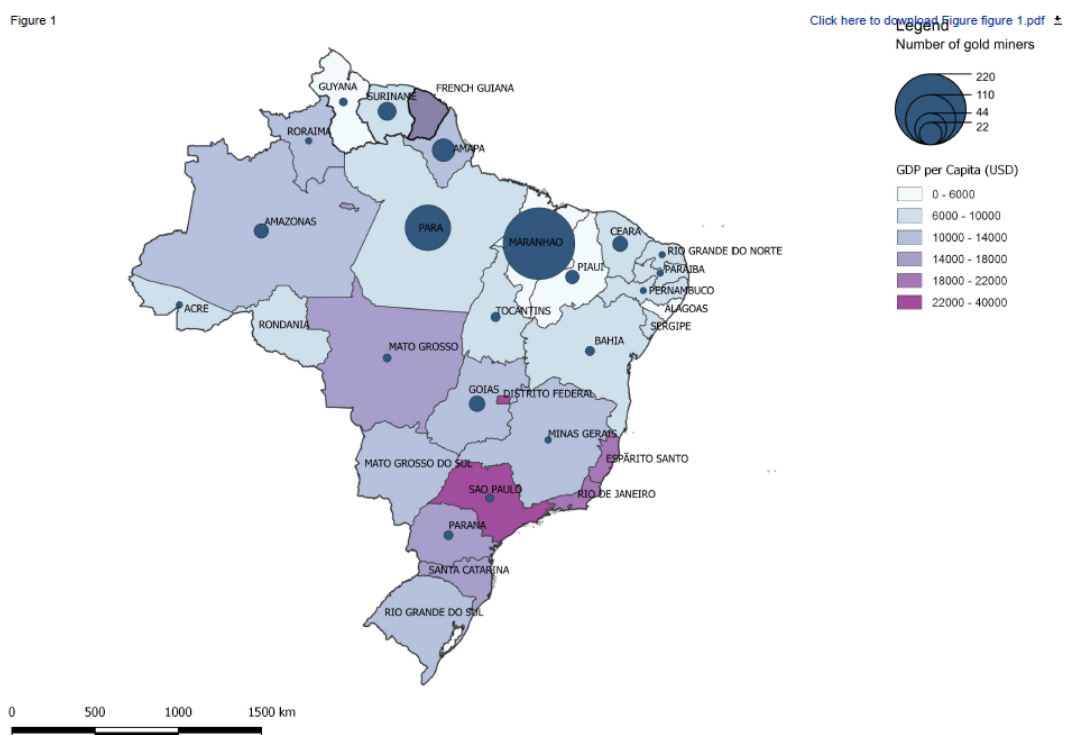 Figure 1
Click here to download Figure figure 1.pdf
Legend
Number of gold miners
220
110
44
22
GDP per Capita (USD)
0 - 6000
6000 - 10000
10000 - 14000
14000 - 18000
18000 - 22000
22000 - 40000
GUYANA
SURINAME
FRENCH GUIANA
RORAIMA
AMAPA
AMAZONAS
PARA
MARANHAO
CEARA
RIO GRANDE DO NORTE
PIAUI
PARAIBA
PERNAMBUCO
ALAGOAS
SERGIPE
ACRE
RONDANIA
TOCANTINS
BAHIA
MATO GROSSO
GOIAS
DISTRITO FEDERAL
MINAS GERAIS
ESPÃRITO SANTO
MATO GROSSO DO SUL
SAO PAULO
RIO DE JANEIRO
PARANA
SANTA CATARINA
RIO GRANDE DO SUL
0 500 1000 1500 km